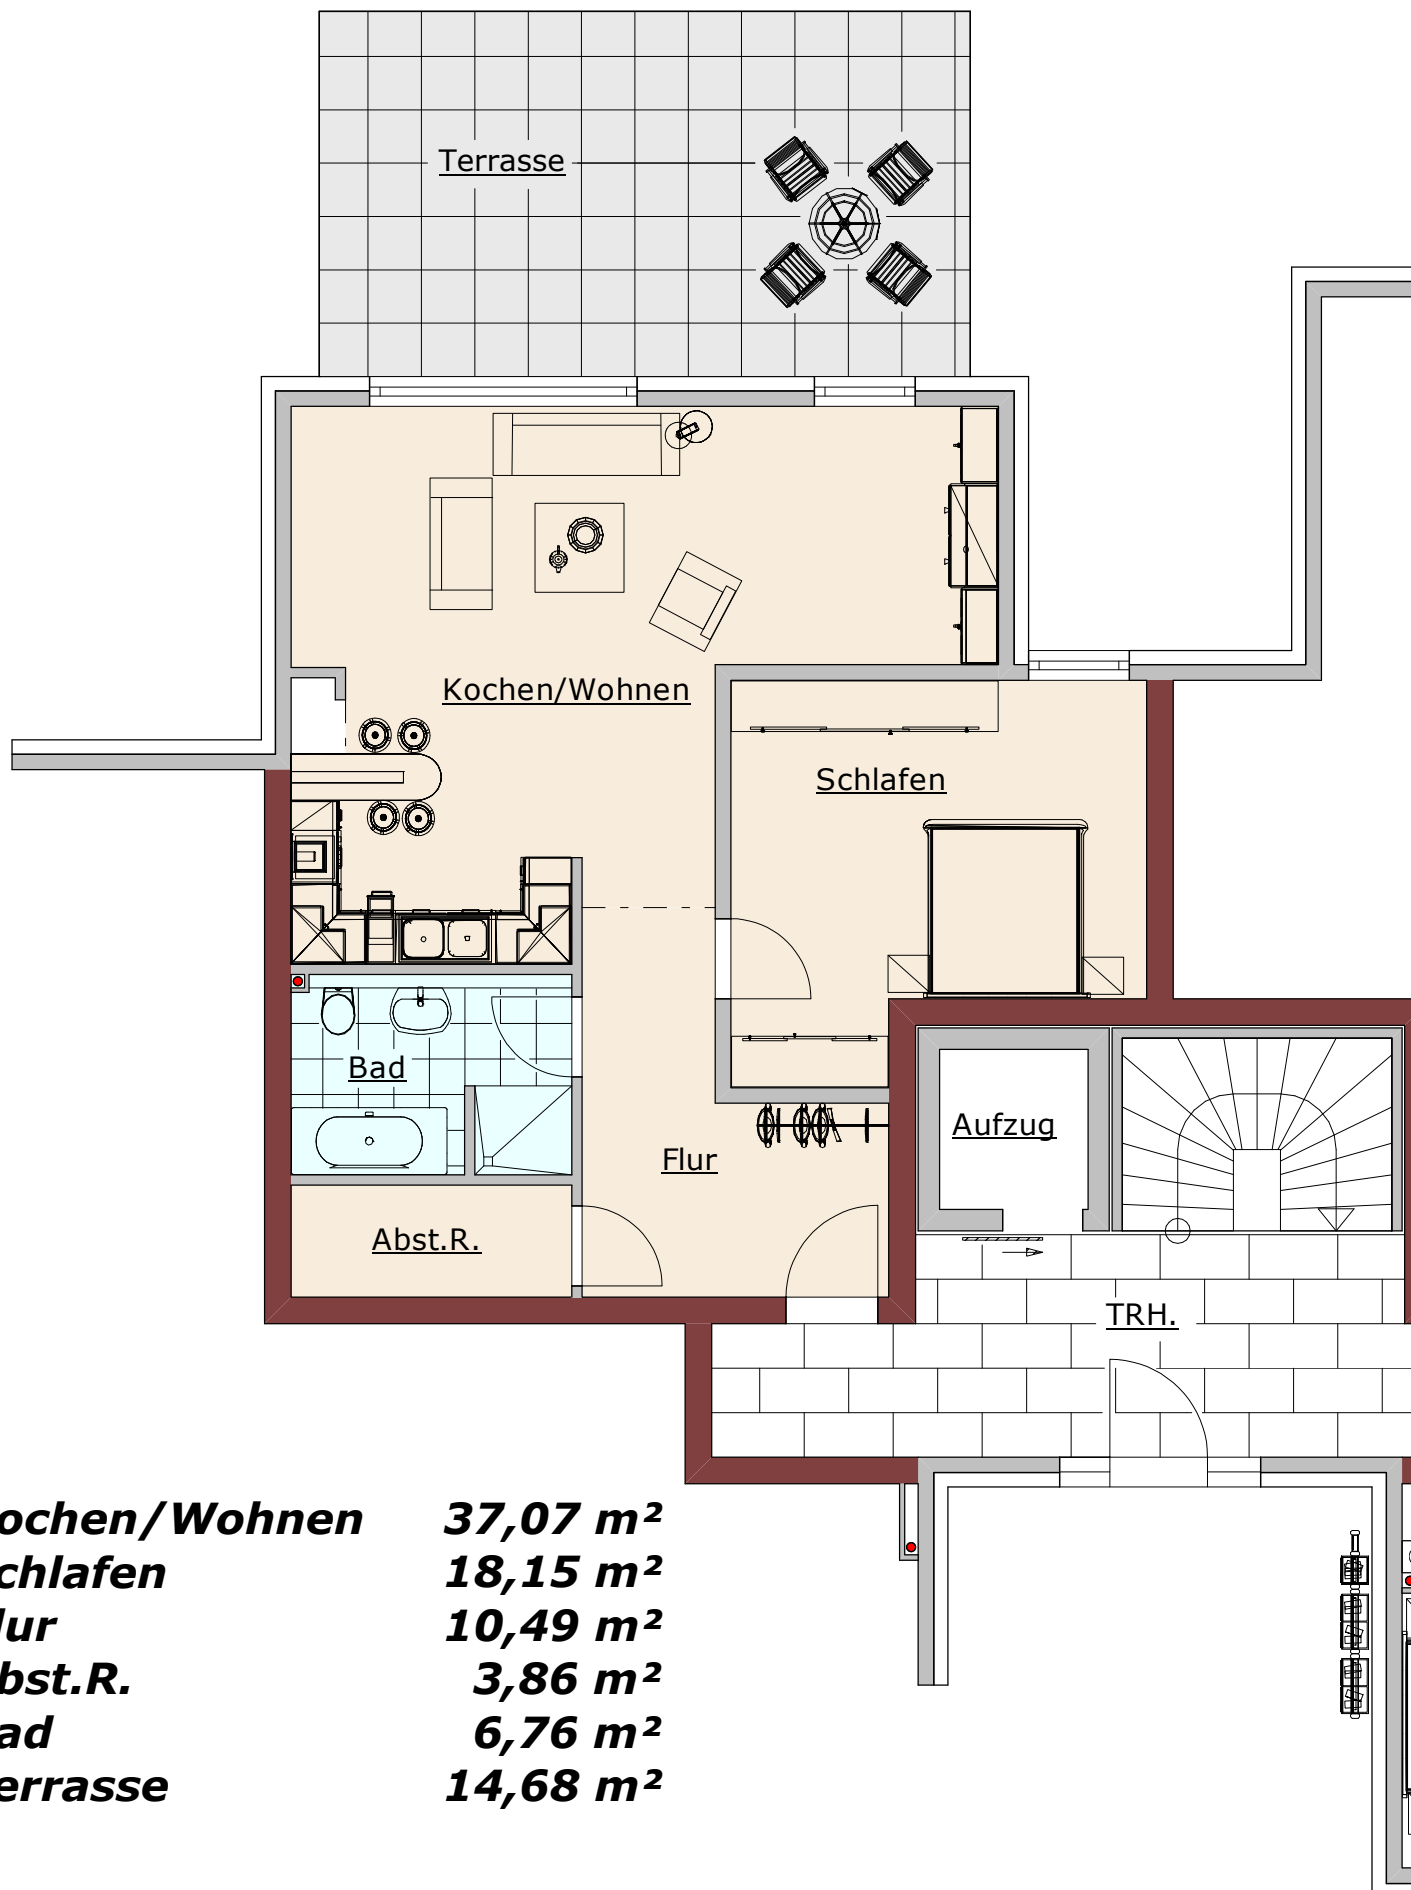 Terrasse
Kochen/Wohnen
Schlafen
Bad
Aufzug
Flur
Abst.R.
TRH.
ochen/Wohnen 37,07 m²
chlafen 18,15 m²
lur 10,49 m²
bst.R. 3,86 m²
ad 6,76 m²
errasse 14,68 m²